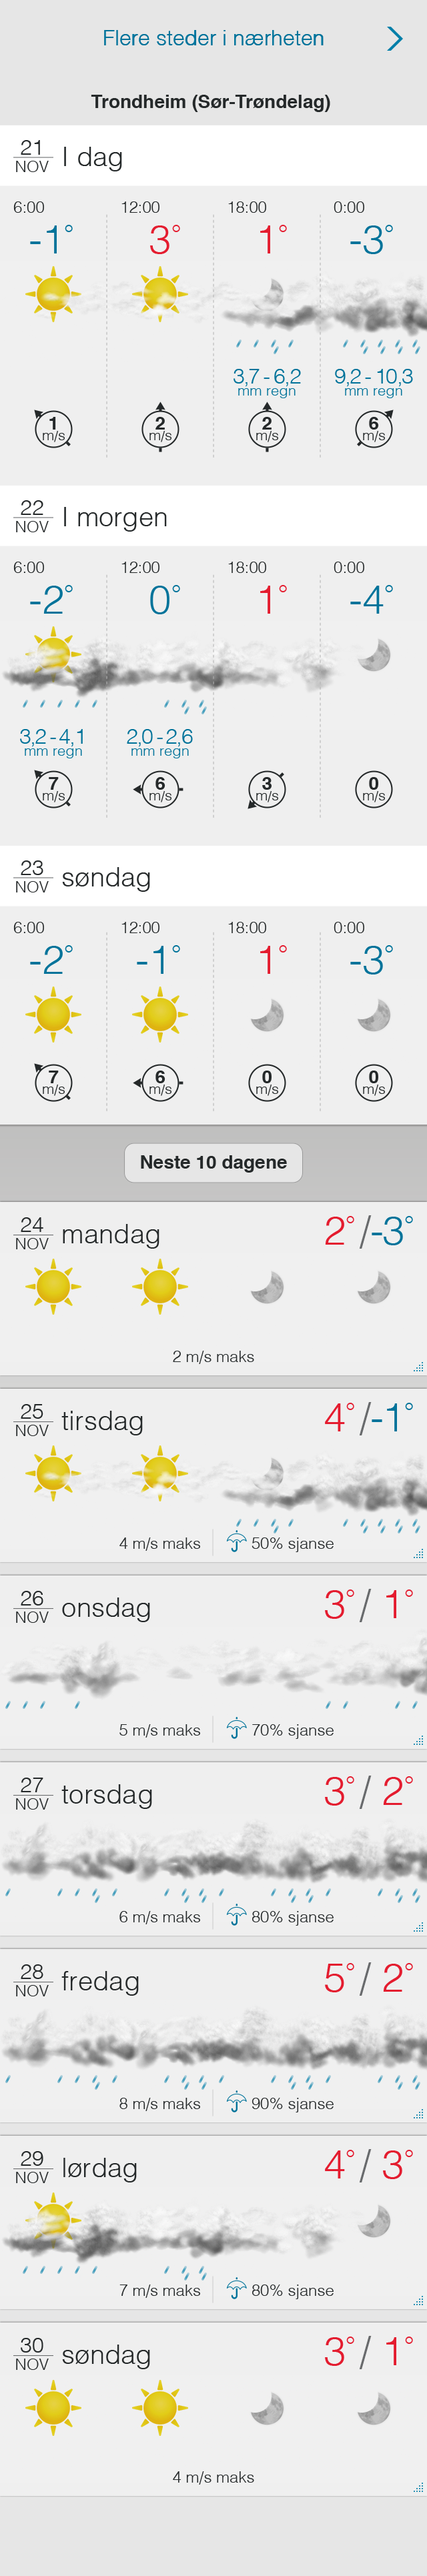 Flere steder i nærheten
Trondheim (Sør-Trøndelag)
21
NOV
I dag
6:00 12:00 18:00 0:00
-1° 3° 1° -3°
3,7 - 6,2 9,2 - 10,3
mm regn mm regn
1 2 2 6
m/s m/s m/s m/s
22
NOV
I morgen
6:00 12:00 18:00 0:00
-2° 0° 1° -4°
3,2 - 4,1 2,0 - 2,6
mm regn mm regn
7 6 3 0
m/s m/s m/s m/s
23
NOV
søndag
6:00 12:00 18:00 0:00
-2° -1° 1° -3°
7 6 0 0
m/s m/s m/s m/s
Neste 10 dagene
24
NOV
mandag
2° /-3°
2 m/s maks
25
NOV
tirsdag
4° /-1°
4 m/s maks 50% sjanse
26
NOV
onsdag
3° / 1°
5 m/s maks 70% sjanse
27
NOV
torsdag
3° / 2°
6 m/s maks 80% sjanse
28
NOV
fredag
5° / 2°
8 m/s maks 90% sjanse
29
NOV
lørdag
4° / 3°
7 m/s maks 80% sjanse
30
NOV
søndag
3° / 1°
4 m/s maks